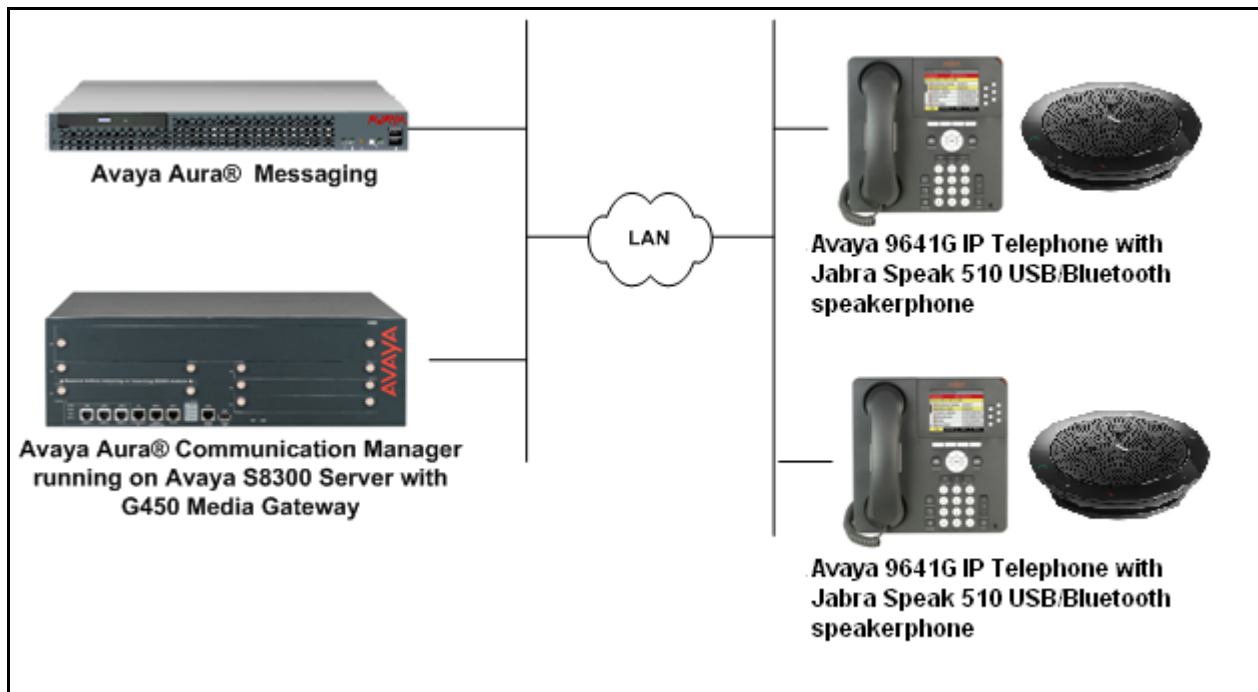 AVAYA
Avaya Aura®  Messaging
AVAYA
Avaya Aura® Communication Manager
running on Avaya S8300 Server with
G450 Media Gateway
LAN
Avaya 9641G IP Telephone with
Jabra Speak 510 USB/Bluetooth
speakerphone
Avaya 9641G IP Telephone with
Jabra Speak 510 USB/Bluetooth
speakerphone